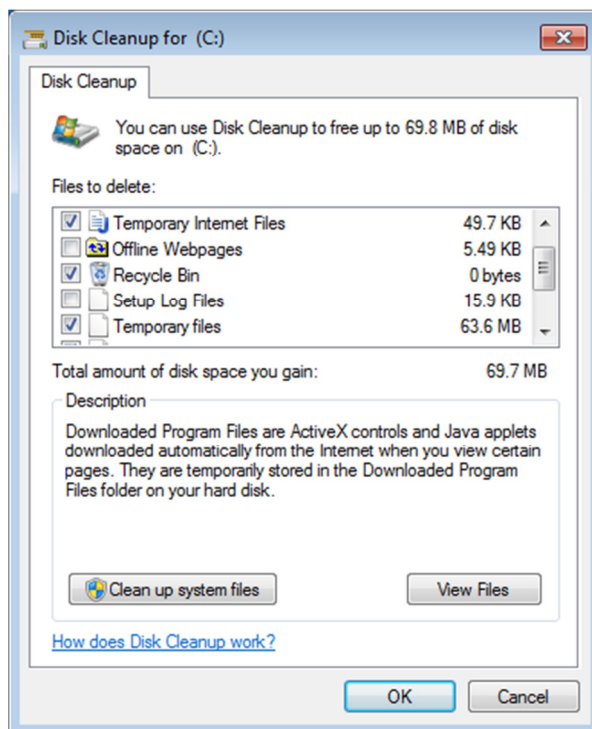 Disk Cleanup for (C:)
Disk Cleanup
You can use Disk Cleanup to free up to 69.8 MB of disk
space on (C:).
Files to delete:
Temporary Internet Files 49.7 KB
Offline Webpages 5.49 KB
Recycle Bin 0 bytes
Setup Log Files 15.9 KB
Temporary files 63.6 MB
Total amount of disk space you gain: 69.7 MB
Description
Downloaded Program Files are ActiveX controls and Java applets
downloaded automatically from the Internet when you view certain
pages. They are temporarily stored in the Downloaded Program
Files folder on your hard disk.
Clean up system files View Files
How does Disk Cleanup work?
OK Cancel